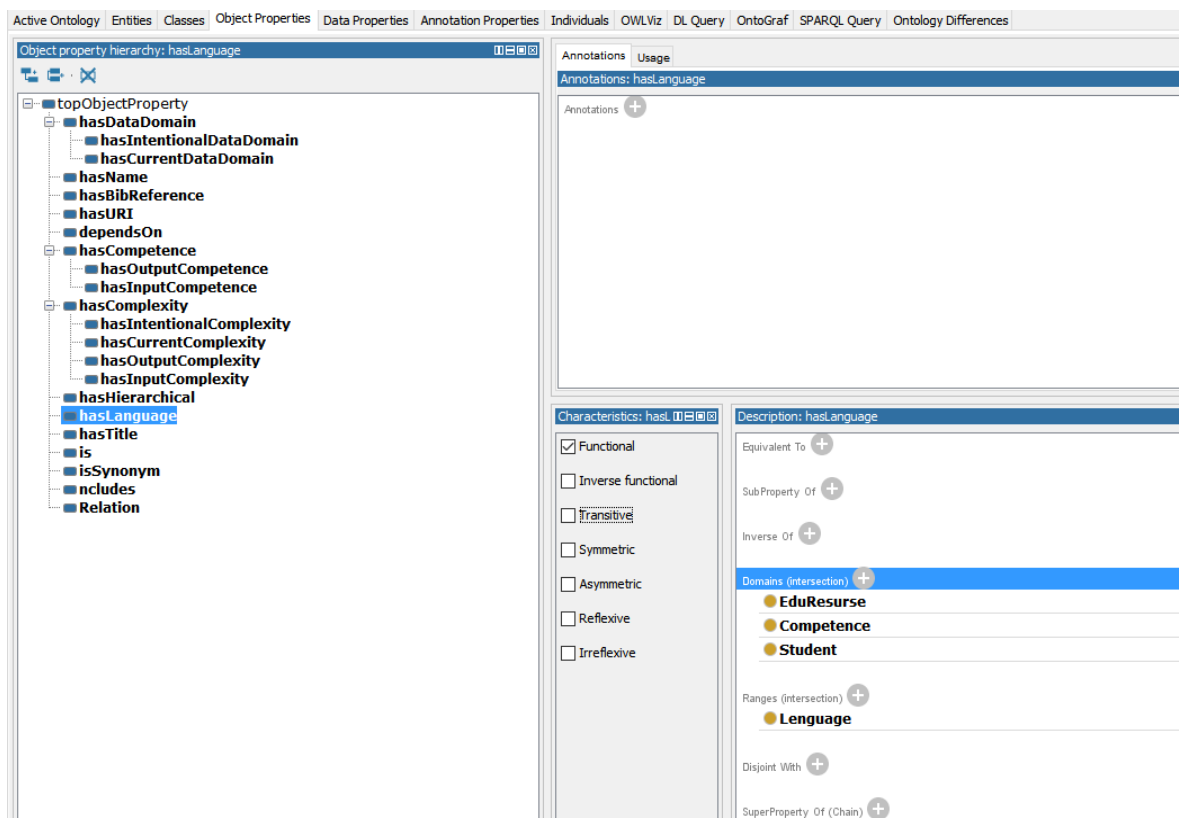 Active Ontology Entities Classes Object Properties Data Properties Annotation Properties Individuals OWLViz DL Query OntoGraf SPARQL Query Ontology Differences
Object property hierarchy: hasLanguage
topObjectProperty
hasDataDomain
hasIntentionalDataDomain
hasCurrentDataDomain
hasName
hasBibReference
hasURI
dependsOn
hasCompetence
hasOutputCompetence
hasInputCompetence
hasComplexity
hasIntentionalComplexity
hasCurrentComplexity
hasOutputComplexity
hasInputComplexity
hasHierarchical
hasLanguage
hasTitle
is
isSynonym
ncludes
Relation
Annotations Usage
Annotations: hasLanguage
Annotations
Characteristics: hasL
Functional
Inverse functional
Transitive
Symmetric
Asymmetric
Reflexive
Irreflexive
Description: hasLanguage
Equivalent To
SubProperty Of
Inverse Of
Domains (intersection)
EduResurse
Competence
Student
Ranges (intersection)
Lenguage
Disjoint With
SuperProperty Of (Chain)